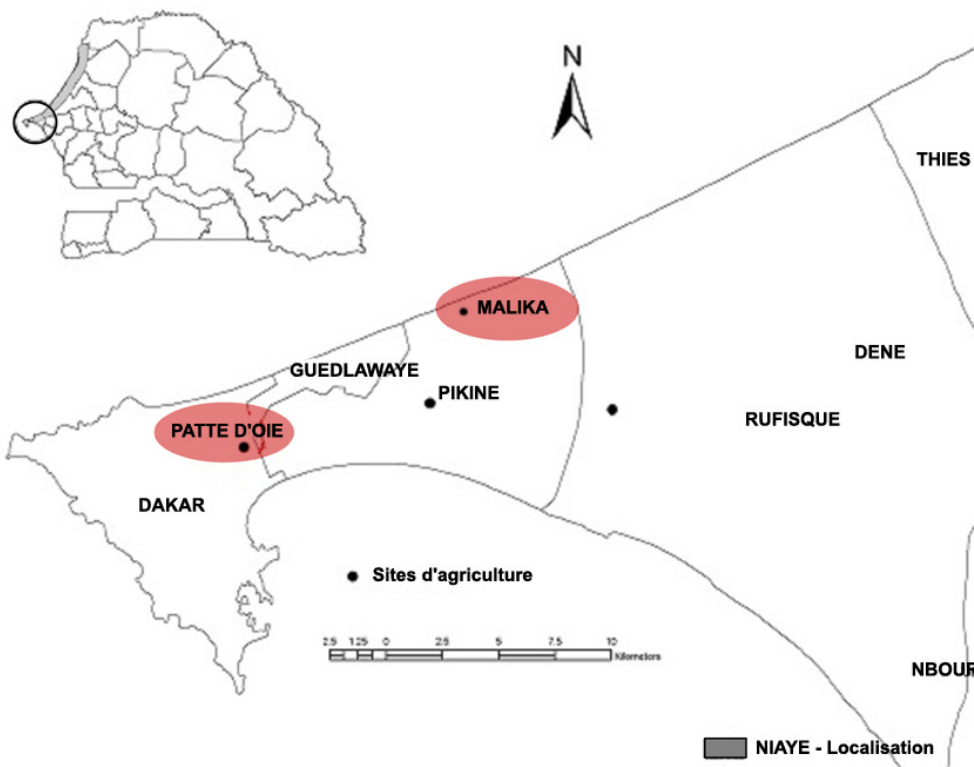 N
THIES
MALIKA
DENE
GUEDLAWAYE
PIKINE
RUFISQUE
PATTE D'OIE
DAKAR
Sites d'agriculture
2.5 1.25 0 2.5 5 7.5 10
Kilometers
NBOUR
NIAYE - Localisation